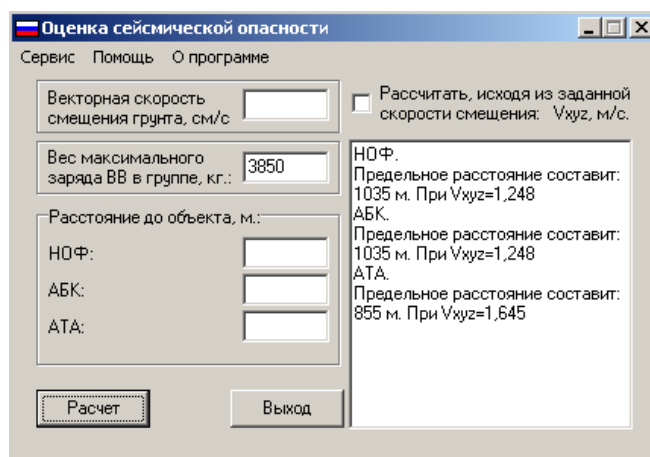 Оценка сейсмической опасности
Сервис Помощь О программе
Векторная скорость
смещения грунта, см/с
Рассчитать, исходя из заданной
скорости смещения: Vxyz, м/с.
Вес максимального
заряда ВВ в группе, кг.: 3850
Расстояние до объекта, м.:
НОФ:
АБК:
АТА:
НОФ.
Предельное расстояние составит:
1035 м. При Vxyz=1,248
АБК.
Предельное расстояние составит:
1035 м. При Vxyz=1,248
АТА.
Предельное расстояние составит:
855 м. При Vxyz=1,645
Расчет
Выход